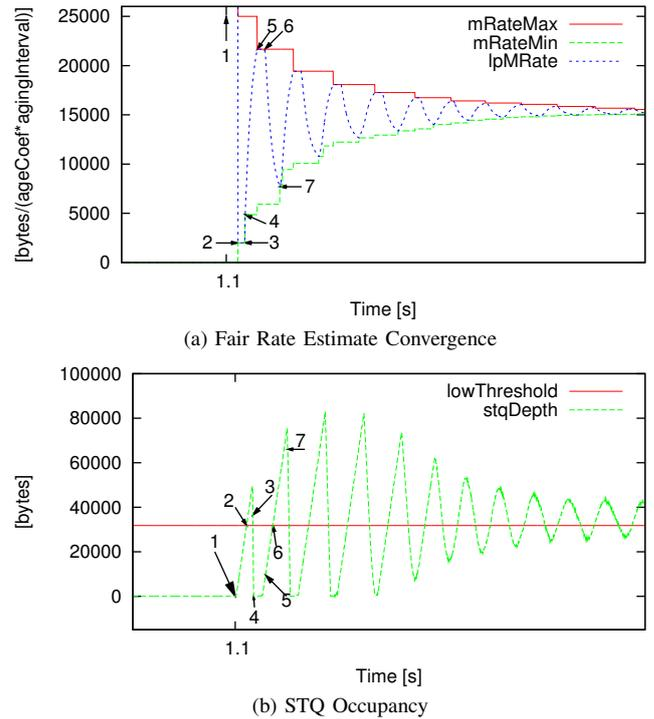 [bytes/(ageCoef*agingInterval)]
25000
20000
15000
10000
5000
0
mRateMax
mRateMin
lpMRate
1
5 6
7
4
2 3
1.1
Time [s]
(a) Fair Rate Estimate Convergence
[bytes]
100000
80000
60000
40000
20000
0
lowThreshold
stqDepth
7
2 3
1
6
5
4
1.1
Time [s]
(b) STQ Occupancy